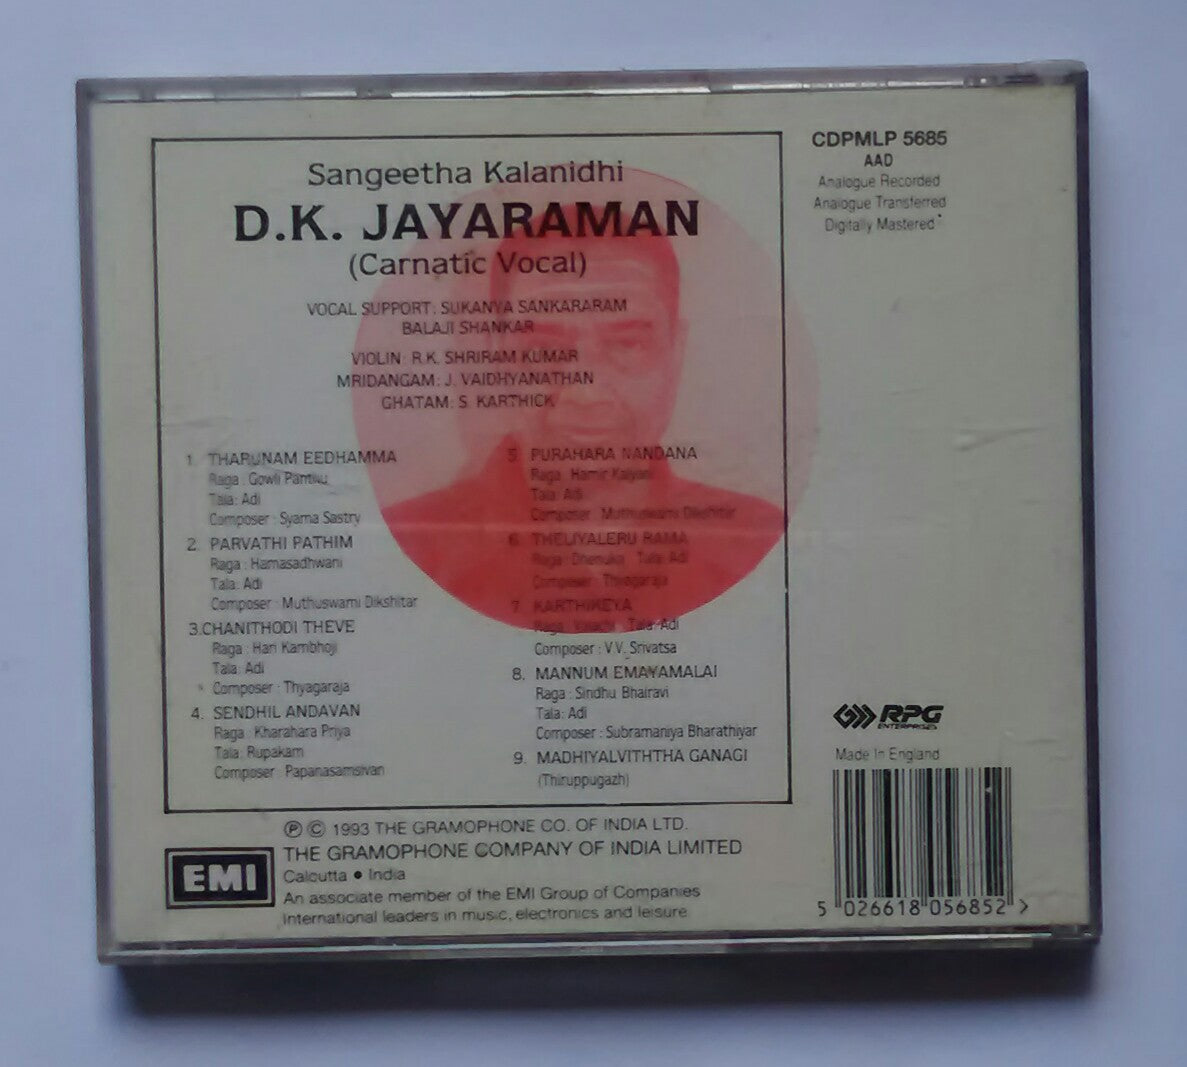 Sangeetha Kalanidhi
D.K. JAYARAMAN
(Carnatic Vocal)
VOCAL SUPPORT: SUKANYA SANKARARAM
BALAJI SHANKAR
VIOLIN: R.K. SHRIRAM KUMAR
MRIDANGAM: J. VAIDHYANATHAN
GHATAM: S. KARTHICK
1. THARUNAM EEDHAMMA
Raga : Gowli Panthu
Tala: Adi
Composer : Syama Sastry
2. PARVATHI PATHIM
Raga : Hamasadhwani
Tala: Adi
Composer : Muthuswami Dikshitar
3.CHANITHODI THEVE
Raga : Hari Kambhoji
Tala: Adi
Composer : Thyagaraja
4. SENDHIL ANDAVAN
Raga : Kharahara Priya
Tala: Rupakam
Composer : Papanasamsivan
5. PURAHARA NANDANA
Raga : Hamir Kalyani
Tala: Adi
Composer : Muthuswami Dikshitar
6. THELIYALERU RAMA
Raga : Dhenuka Tala: Adi
Composer : Thyagaraja
7. KARTHIKEYA
Raga : Valachi Tala: Adi
Composer : V.V. Srivatsa
8. MANNUM EMAYAMALAI
Raga : Sindhu Bhairavi
Tala: Adi
Composer : Subramaniya Bharathiyar
9. MADHIYALVITHTHA GANAGI
(Thiruppugazh)
CDPMLP 5685
AAD
Analogue Recorded
Analogue Transferred
Digitally Mastered
RPG
ENTERPRISES
Made In England
5 026618 056852 >
℗ © 1993 THE GRAMOPHONE CO. OF INDIA LTD.
THE GRAMOPHONE COMPANY OF INDIA LIMITED
Calcutta • India
An associate member of the EMI Group of Companies
International leaders in music, electronics and leisure
EMI